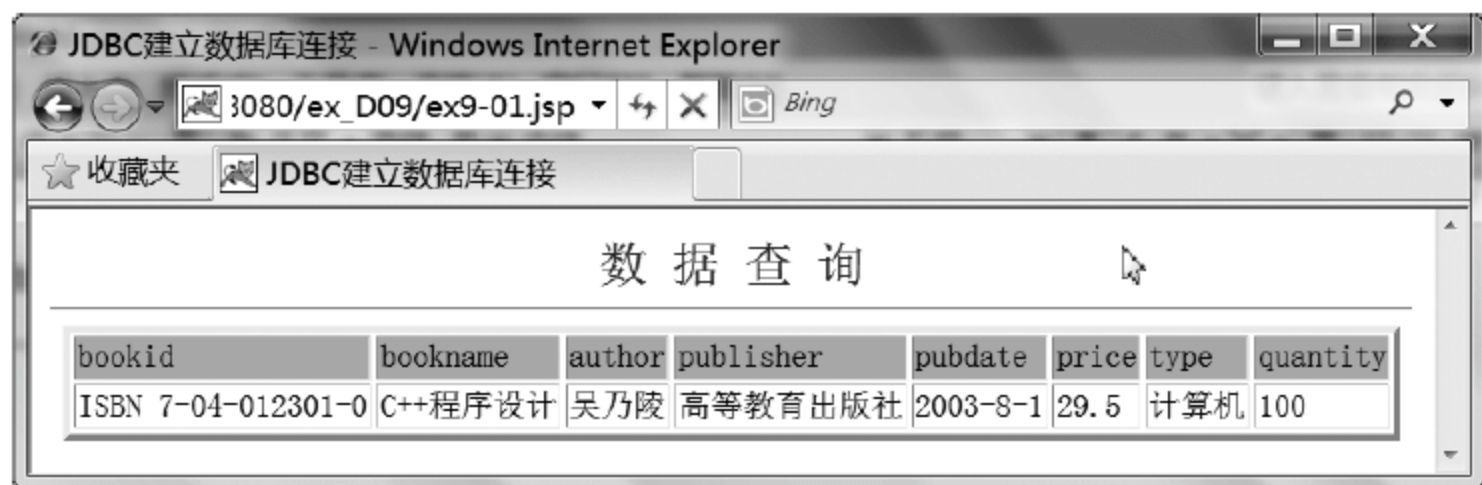 JDBC建立数据库连接 - Windows Internet Explorer
3080/ex_D09/ex9-01.jsp Bing
收藏夹 JDBC建立数据库连接
数 据 查 询
bookid bookname author publisher pubdate price type quantity
ISBN 7-04-012301-0 C++程序设计 吴乃陵 高等教育出版社 2003-8-1 29.5 计算机 100